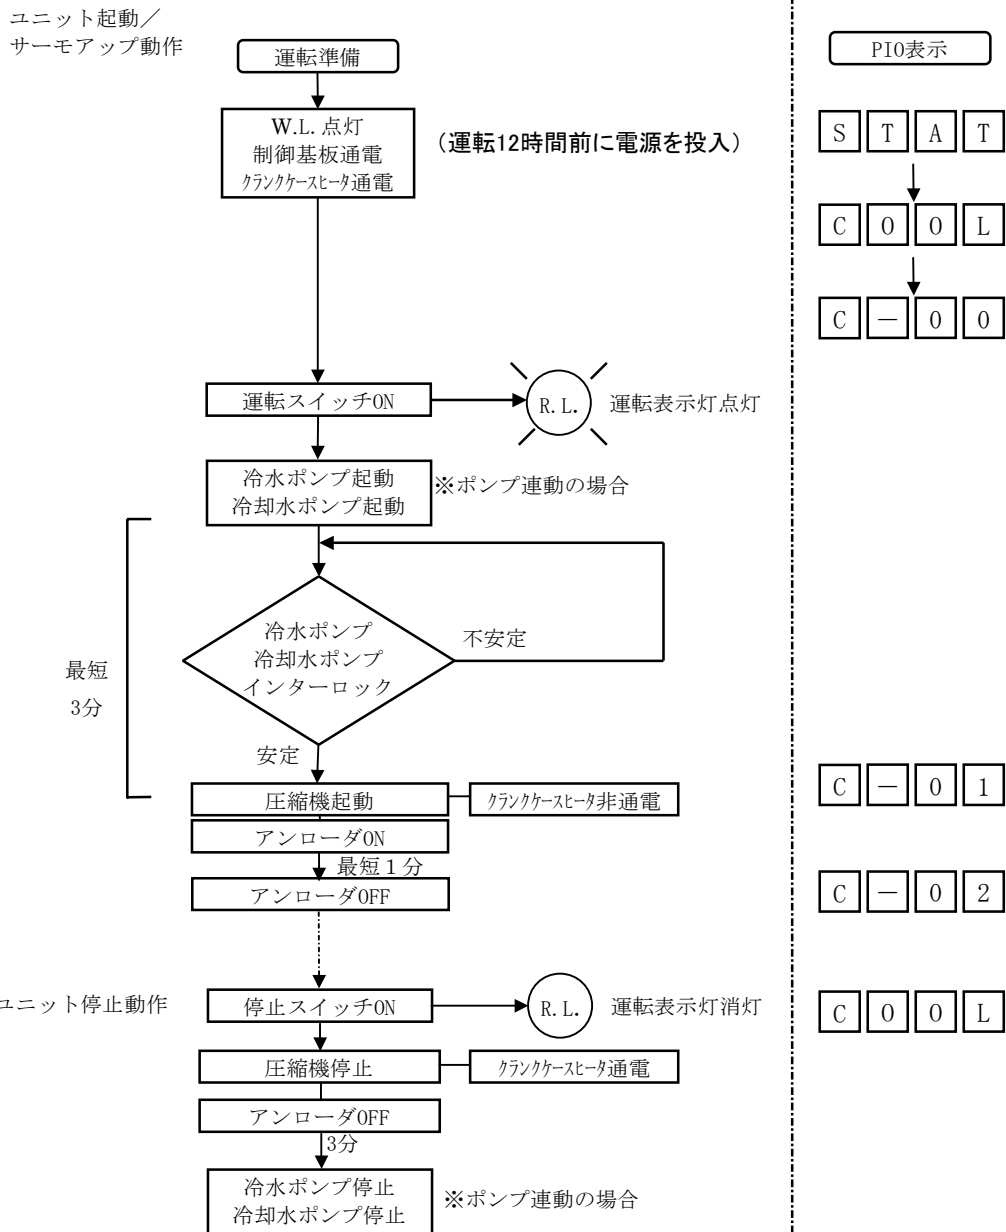 ユニット起動／
サーモアップ動作
運転準備
PIO表示
W.L. 点灯
制御基板通電
ｸﾗﾝｸｹｰｽﾋｰﾀ通電
（運転12時間前に電源を投入）
S T A T
C O O L
C － 0 0
運転スイッチON
R.L.
運転表示灯点灯
冷水ポンプ起動
冷却水ポンプ起動
※ポンプ連動の場合
最短
3分
冷水ポンプ
冷却水ポンプ
インターロック
不安定
安定
圧縮機起動
ｸﾗﾝｸｹｰｽﾋｰﾀ非通電
C － 0 1
アンローダON
最短１分
アンローダOFF
C － 0 2
ユニット停止動作
停止スイッチON
R.L.
運転表示灯消灯
C O O L
圧縮機停止
ｸﾗﾝｸｹｰｽﾋｰﾀ通電
アンローダOFF
3分
冷水ポンプ停止
冷却水ポンプ停止
※ポンプ連動の場合